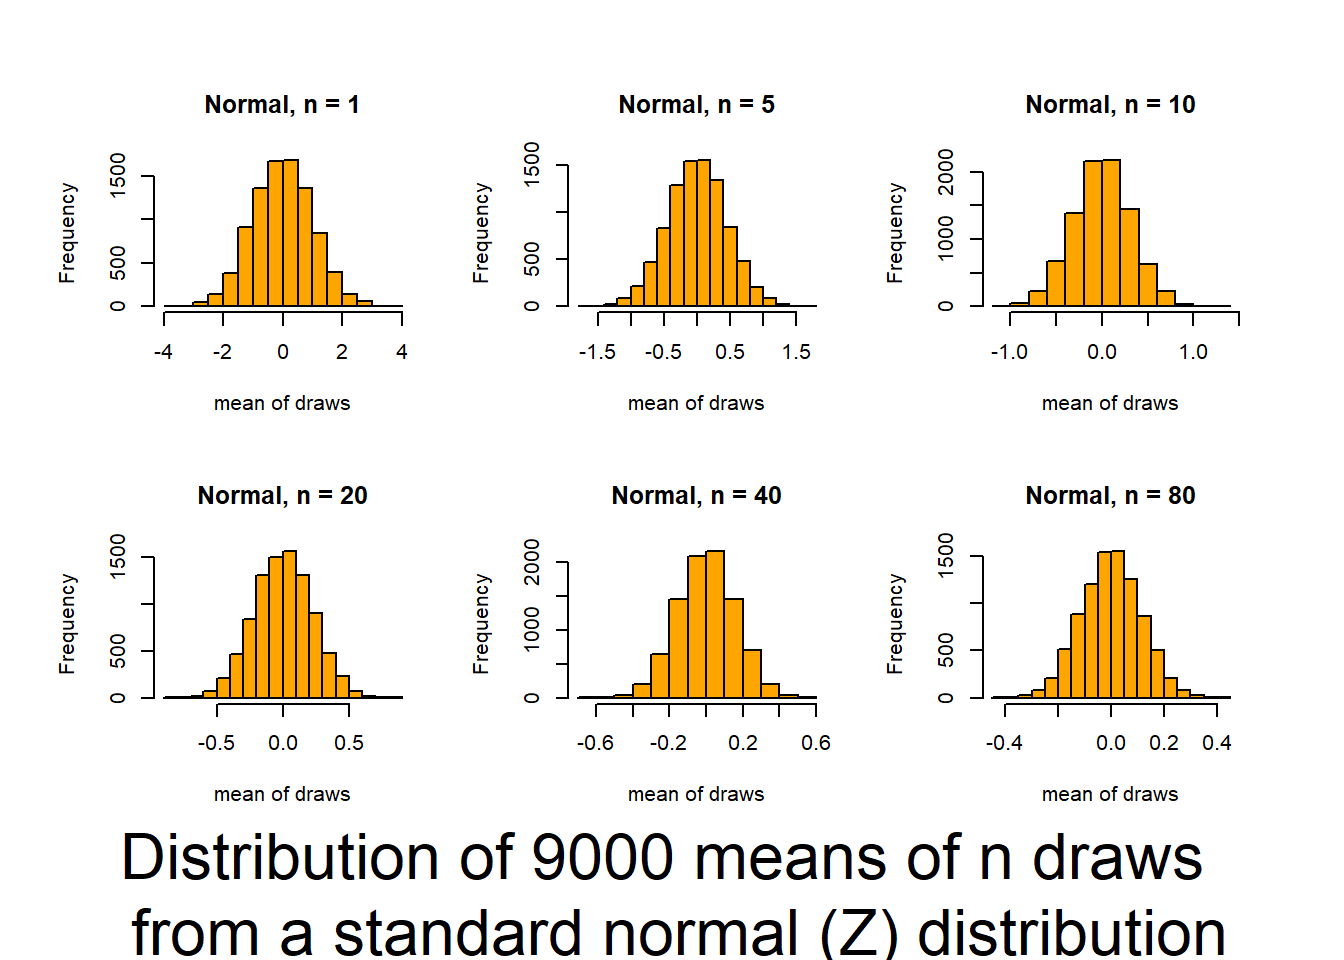 Normal, n = 1
Frequency
0
500
1500
-4 -2 0 2 4
mean of draws
Normal, n = 5
Frequency
0
500
1500
-1.5 -0.5 0.5 1.5
mean of draws
Normal, n = 10
Frequency
0
1000
2000
-1.0 0.0 1.0
mean of draws
Normal, n = 20
Frequency
0
500
1500
-0.5 0.0 0.5
mean of draws
Normal, n = 40
Frequency
0
1000
2000
-0.6 -0.2 0.2 0.6
mean of draws
Normal, n = 80
Frequency
0
500
1500
-0.4 0.0 0.2 0.4
mean of draws
Distribution of 9000 means of n draws
from a standard normal (Z) distribution